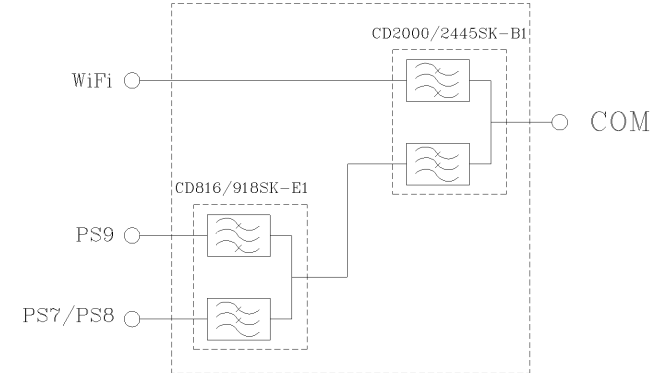 CD2000/2445SK-B1
WiFi
COM
CD816/918SK-E1
PS9
PS7/PS8